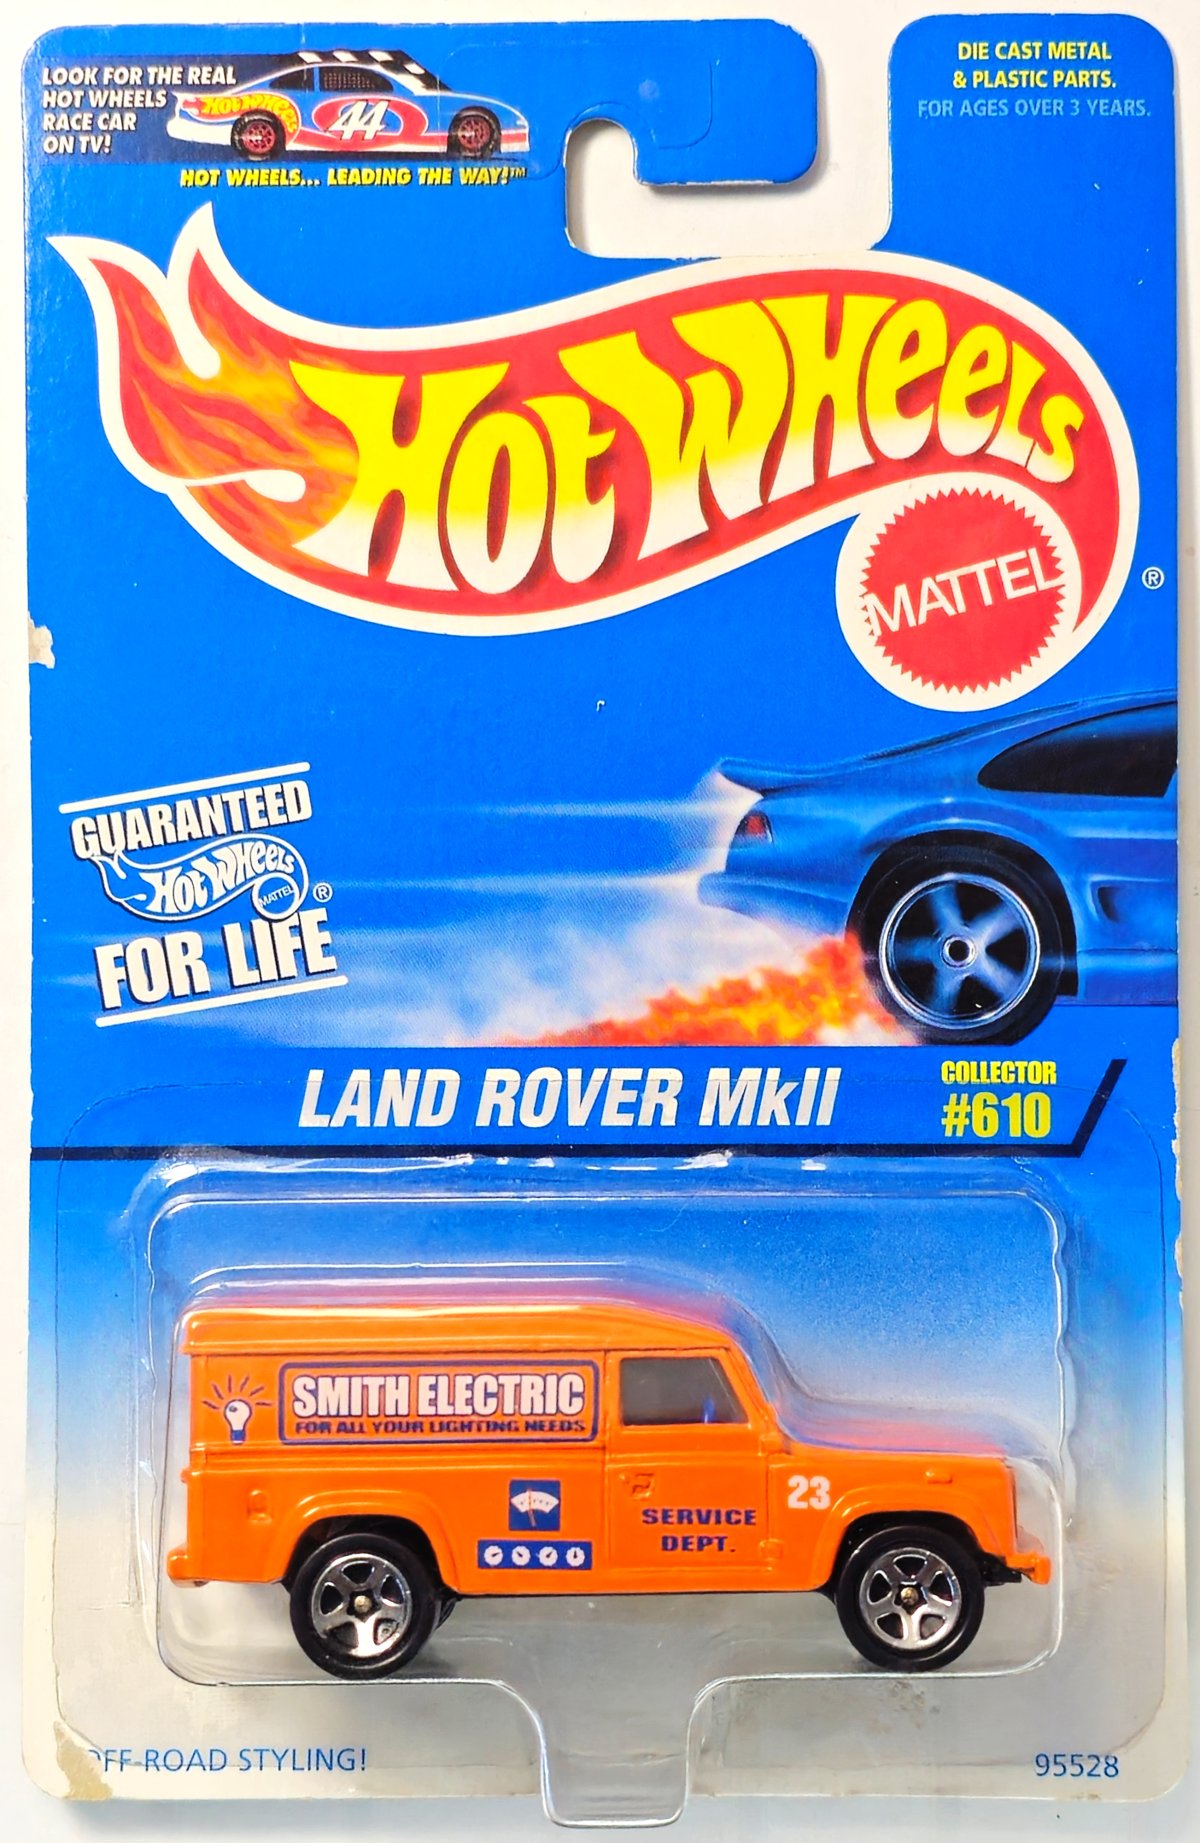 LOOK FOR THE REAL
HOT WHEELS
RACE CAR
ON TV!
Hot Wheels
44
HOT WHEELS... LEADING THE WAY!™
DIE CAST METAL
& PLASTIC PARTS.
FOR AGES OVER 3 YEARS.
Hot Wheels
MATTEL
®
GUARANTEED
Hot Wheels
MATTEL
®
FOR LIFE
LAND ROVER MkII
COLLECTOR
#610
SMITH ELECTRIC
FOR ALL YOUR LIGHTING NEEDS
23
SERVICE
DEPT.
OFF-ROAD STYLING!
95528